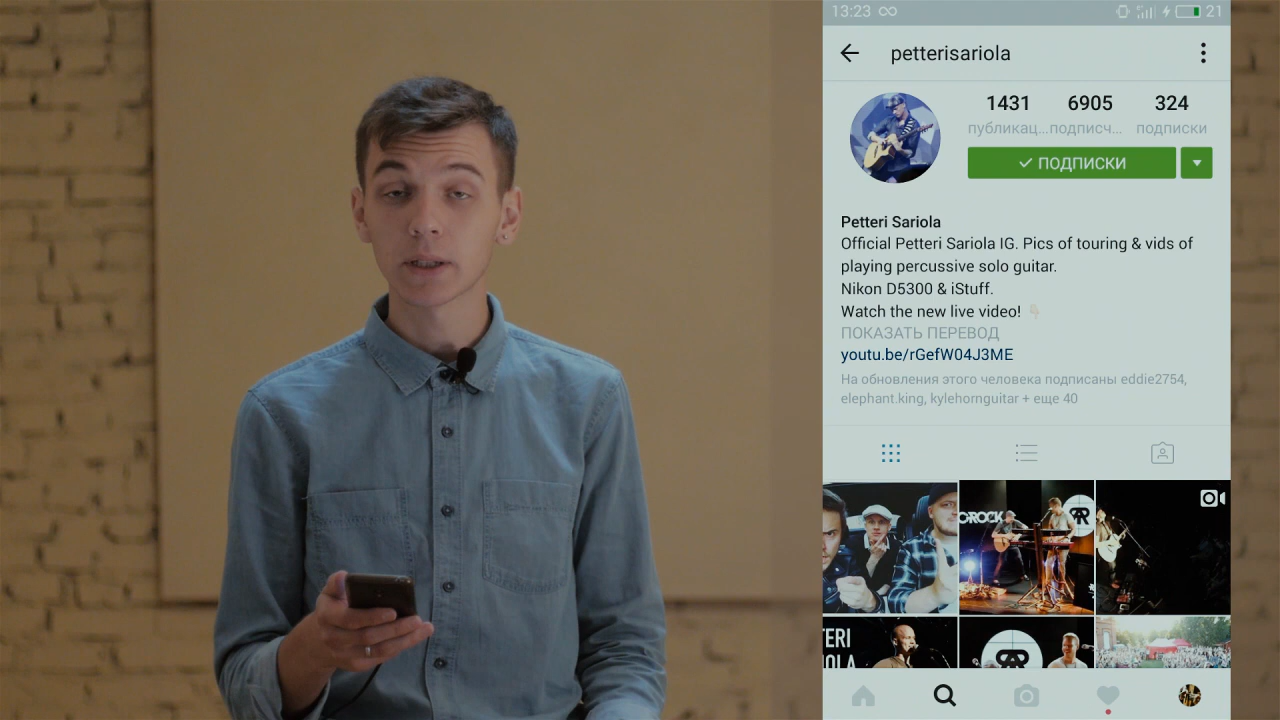 13:23
21
petterisariola
1431 6905 324
публикац... подписч... подписки
ПОДПИСКИ
Petteri Sariola
Official Petteri Sariola IG. Pics of touring & vids of
playing percussive solo guitar.
Nikon D5300 & iStuff.
Watch the new live video!
ПОКАЗАТЬ ПЕРЕВОД
youtu.be/rGefW04J3ME
На обновления этого человека подписаны eddie2754,
elephant.king, kylehornguitar + еще 40